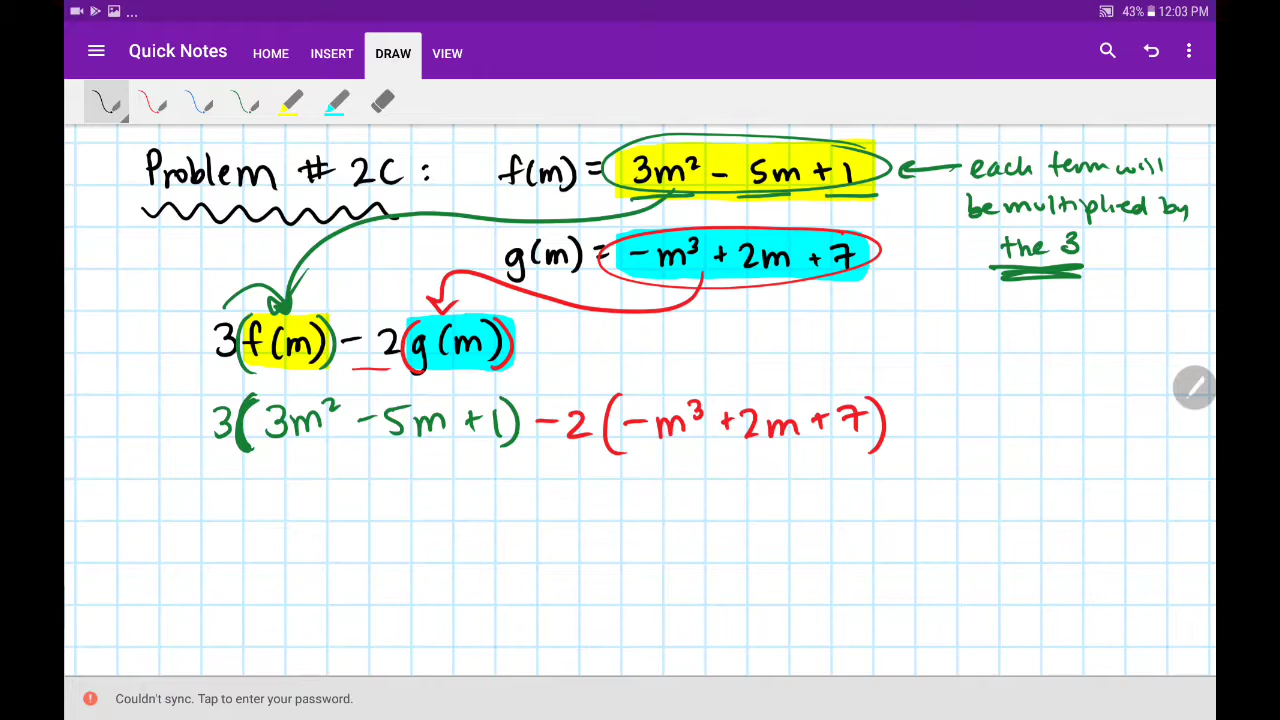 ... 43% 12:03 PM
Quick Notes HOME INSERT DRAW VIEW
Problem # 2C : f(m) = 3m² - 5m + 1
each term will
be multiplied by
the 3
g(m) = -m³ + 2m + 7
3(f(m)) - 2(g(m))
3(3m² - 5m + 1) - 2(-m³ + 2m + 7)
Couldn't sync. Tap to enter your password.